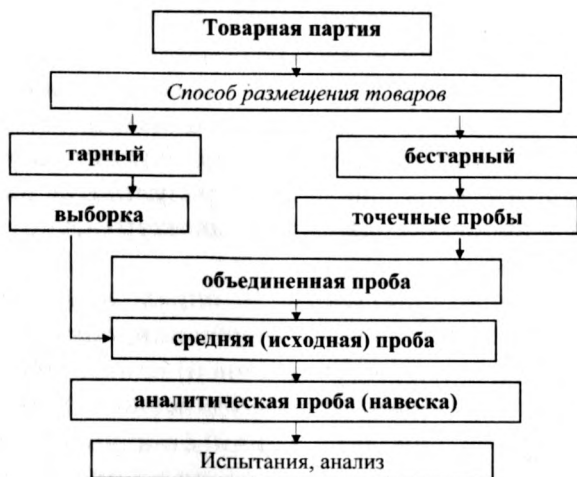 Товарная партия
Способ размещения товаров
тарный
бестарный
выборка
точечные пробы
объединенная проба
средняя (исходная) проба
аналитическая проба (навеска)
Испытания, анализ